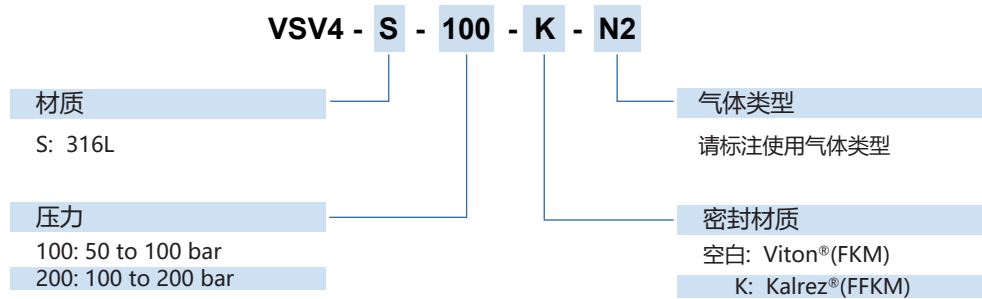 VSV4 - S - 100 - K - N2
材质
S: 316L
气体类型
请标注使用气体类型
压力
100: 50 to 100 bar
200: 100 to 200 bar
密封材质
空白: Viton®(FKM)
K: Kalrez®(FFKM)